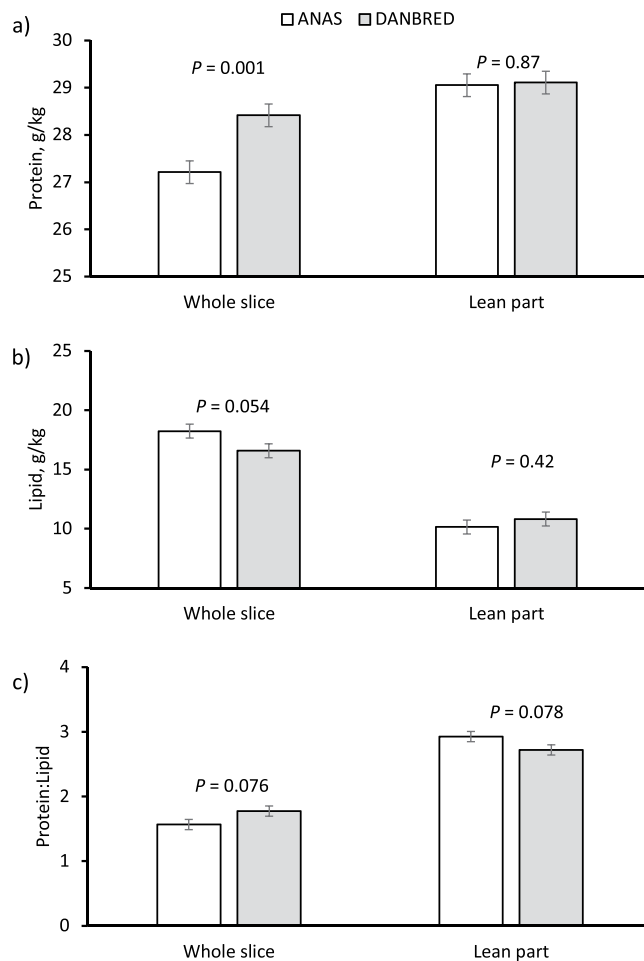 ANAS DANBRED
a)
Protein, g/kg
30
29
28
27
26
25
P = 0.001
P = 0.87
Whole slice Lean part
b)
Lipid, g/kg
25
20
15
10
5
P = 0.054
P = 0.42
Whole slice Lean part
c)
Protein:Lipid
4
3
2
1
0
P = 0.076
P = 0.078
Whole slice Lean part